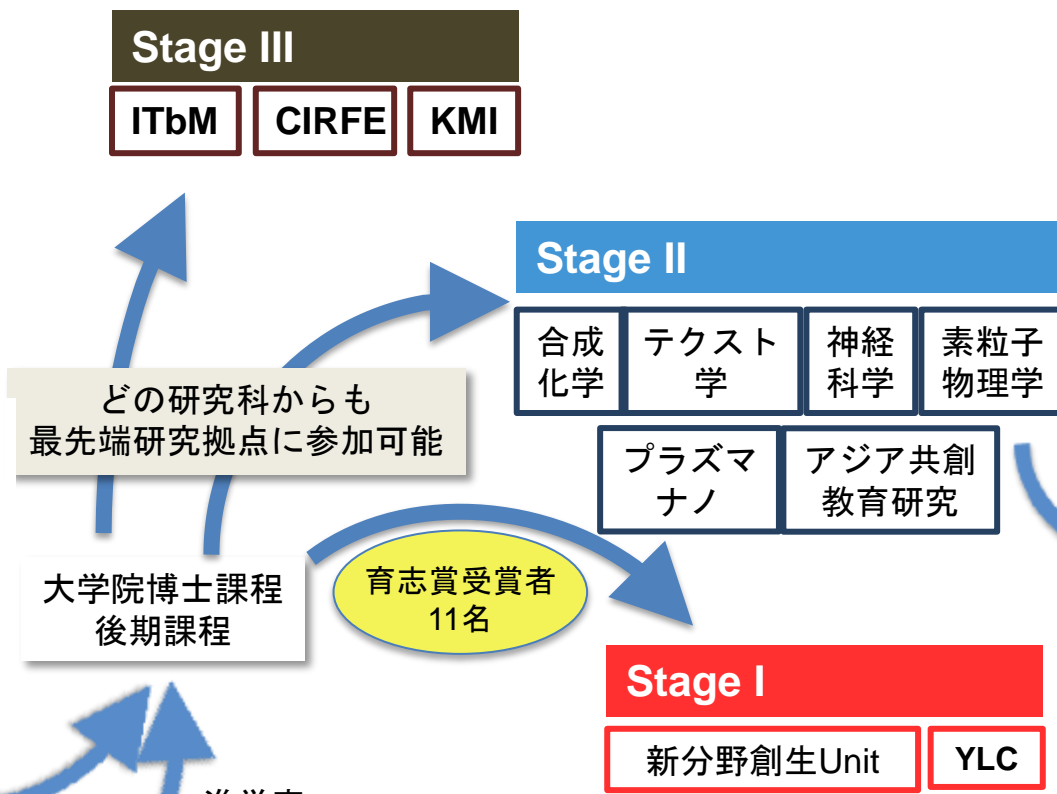 Stage III
ITbM CIRFE KMI
Stage II
合成
化学
テクスト
学
神経
科学
素粒子
物理学
プラズマ
ナノ
アジア共創
教育研究
どの研究科からも
最先端研究拠点に参加可能
大学院博士課程
後期課程
育志賞受賞者
11名
Stage I
新分野創生Unit YLC